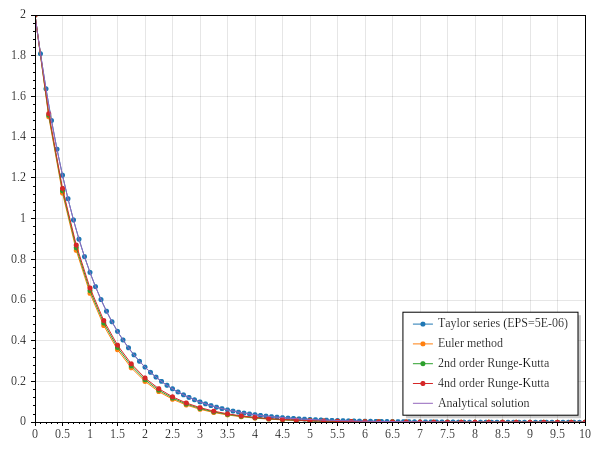 2
1.8
1.6
1.4
1.2
1
0.8
0.6
0.4
0.2
0
0 0.5 1 1.5 2 2.5 3 3.5 4 4.5 5 5.5 6 6.5 7 7.5 8 8.5 9 9.5 10
Taylor series (EPS=5E-06)
Euler method
2nd order Runge-Kutta
4nd order Runge-Kutta
Analytical solution